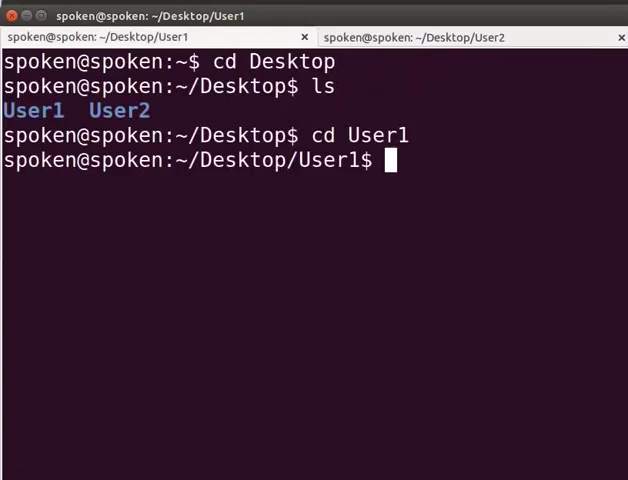 spoken@spoken: ~/Desktop/User1
spoken@spoken: ~/Desktop/User1 × spoken@spoken: ~/Desktop/User2 ×
spoken@spoken:~$ cd Desktop
spoken@spoken:~/Desktop$ ls
User1  User2
spoken@spoken:~/Desktop$ cd User1
spoken@spoken:~/Desktop/User1$